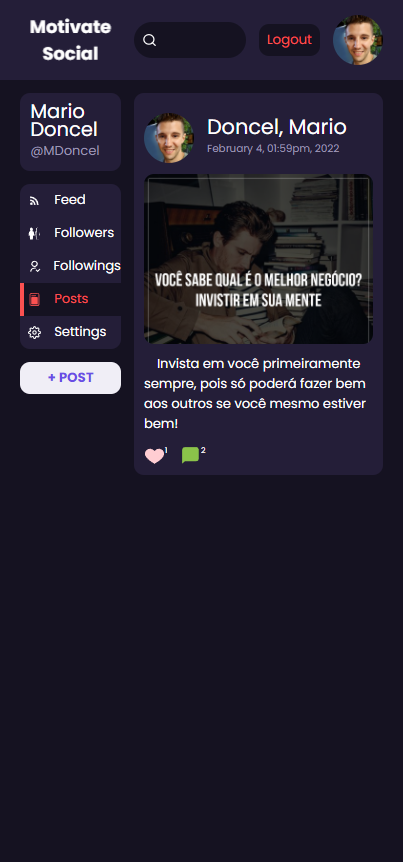 Motivate
Social
Logout
Mario
Doncel
@MDoncel
Feed
Followers
Followings
Posts
Settings
+ POST
Doncel, Mario
February 4, 01:59pm, 2022
VOCÊ SABE QUAL É O MELHOR NEGÓCIO?
INVISTIR EM SUA MENTE
Invista em você primeiramente
sempre, pois só poderá fazer bem
aos outros se você mesmo estiver
bem!
1
2